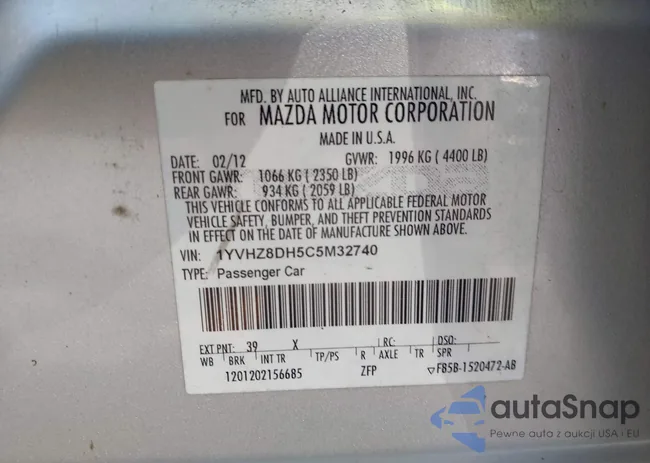 MFD. BY AUTO ALLIANCE INTERNATIONAL, INC.
FOR MAZDA MOTOR CORPORATION
MADE IN U.S.A.
DATE: 02/12 GVWR: 1996 KG ( 4400 LB)
FRONT GAWR: 1066 KG ( 2350 LB)
REAR GAWR: 934 KG ( 2059 LB)
THIS VEHICLE CONFORMS TO ALL APPLICABLE FEDERAL MOTOR
VEHICLE SAFETY, BUMPER, AND THEFT PREVENTION STANDARDS
IN EFFECT ON THE DATE OF MANUFACTURE SHOWN ABOVE.
VIN: 1YVHZ8DH5C5M32740
TYPE: Passenger Car
EXT PNT: 39 X RC: DSO:
WB BRK INT TR TP/PS R AXLE TR SPR
1201202156685 ZFP ▽F85B-1520472-AB
autoSnap
Pewne auto z aukcji USA i EU